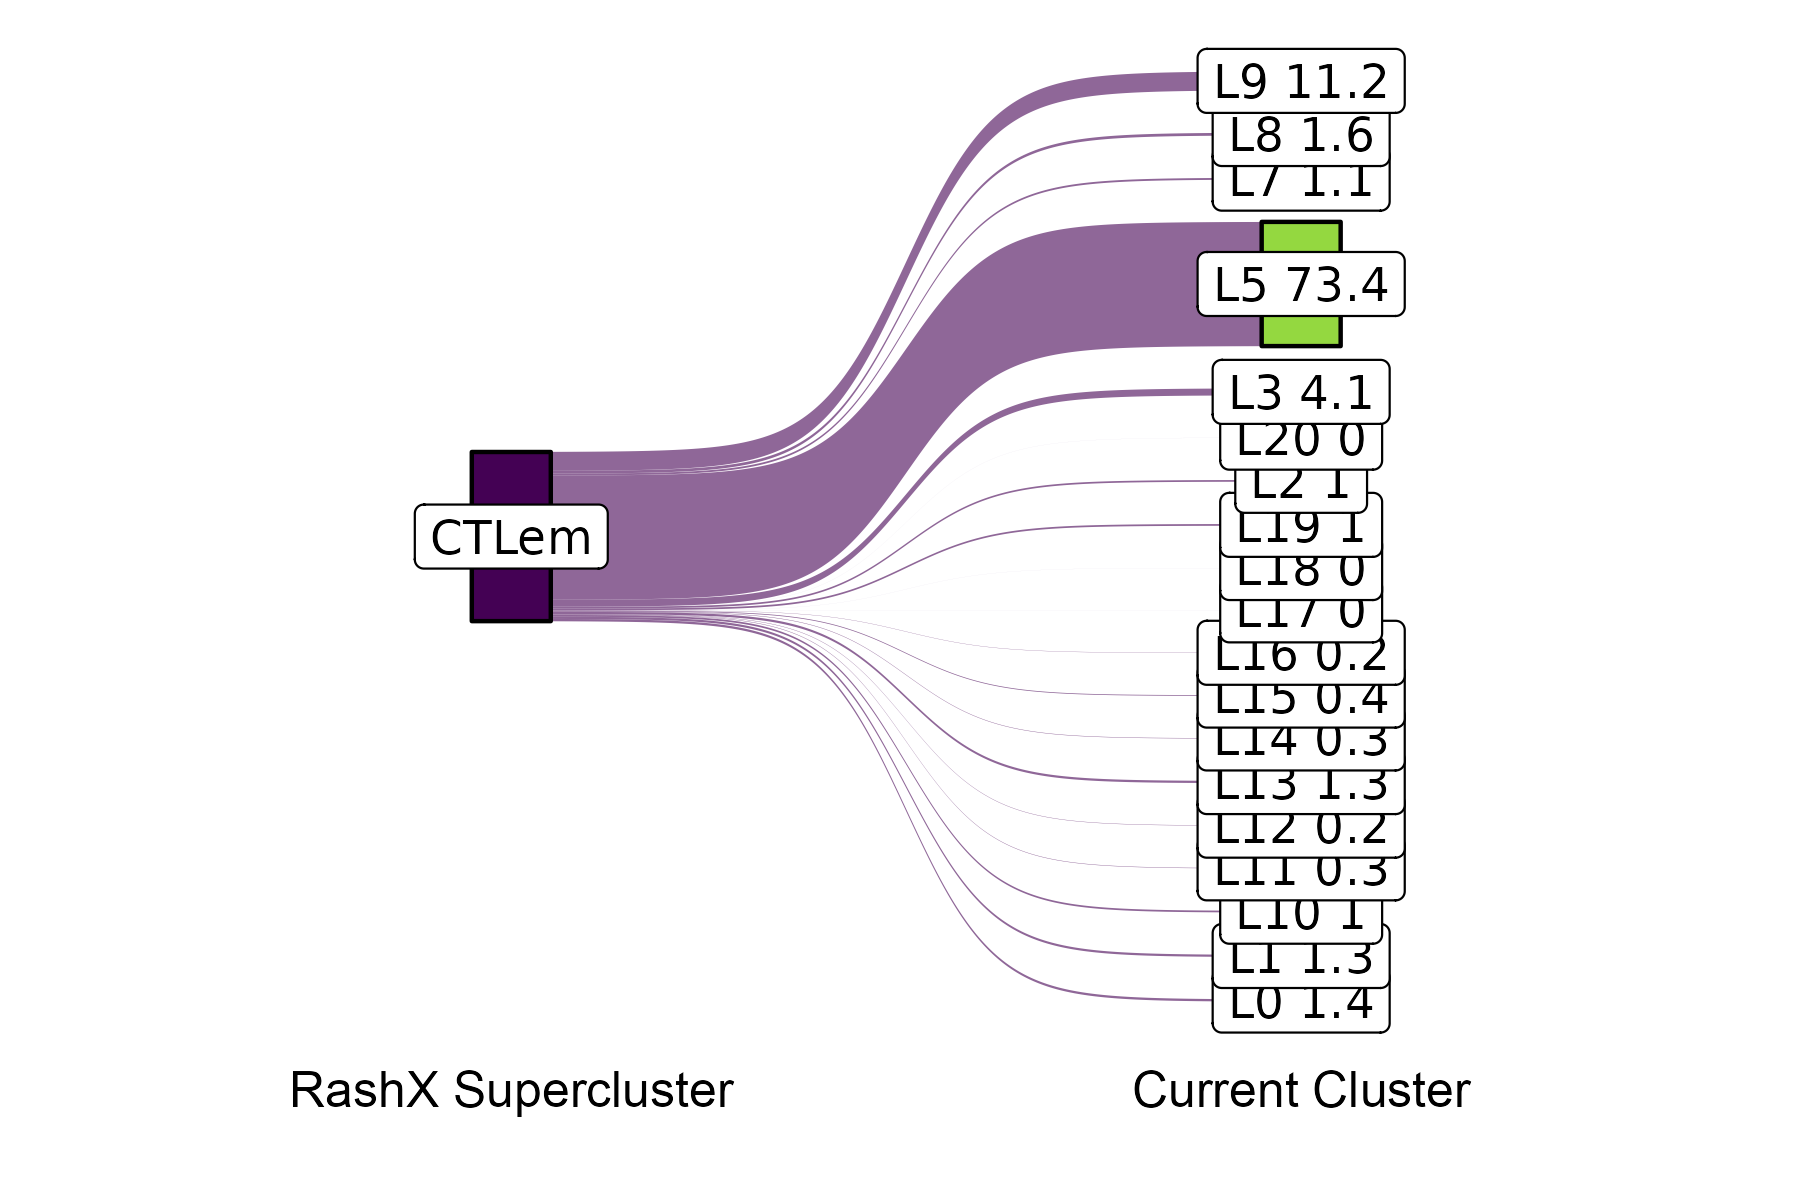 L9 11.2
L8 1.6
L7 1.1
L5 73.4
L3 4.1
L20 0
L2 1
L19 1
CTLem
L18 0
L17 0
L16 0.2
L15 0.4
L14 0.3
L13 1.3
L12 0.2
L11 0.3
L10 1
L1 1.3
L0 1.4
RashX Supercluster
Current Cluster